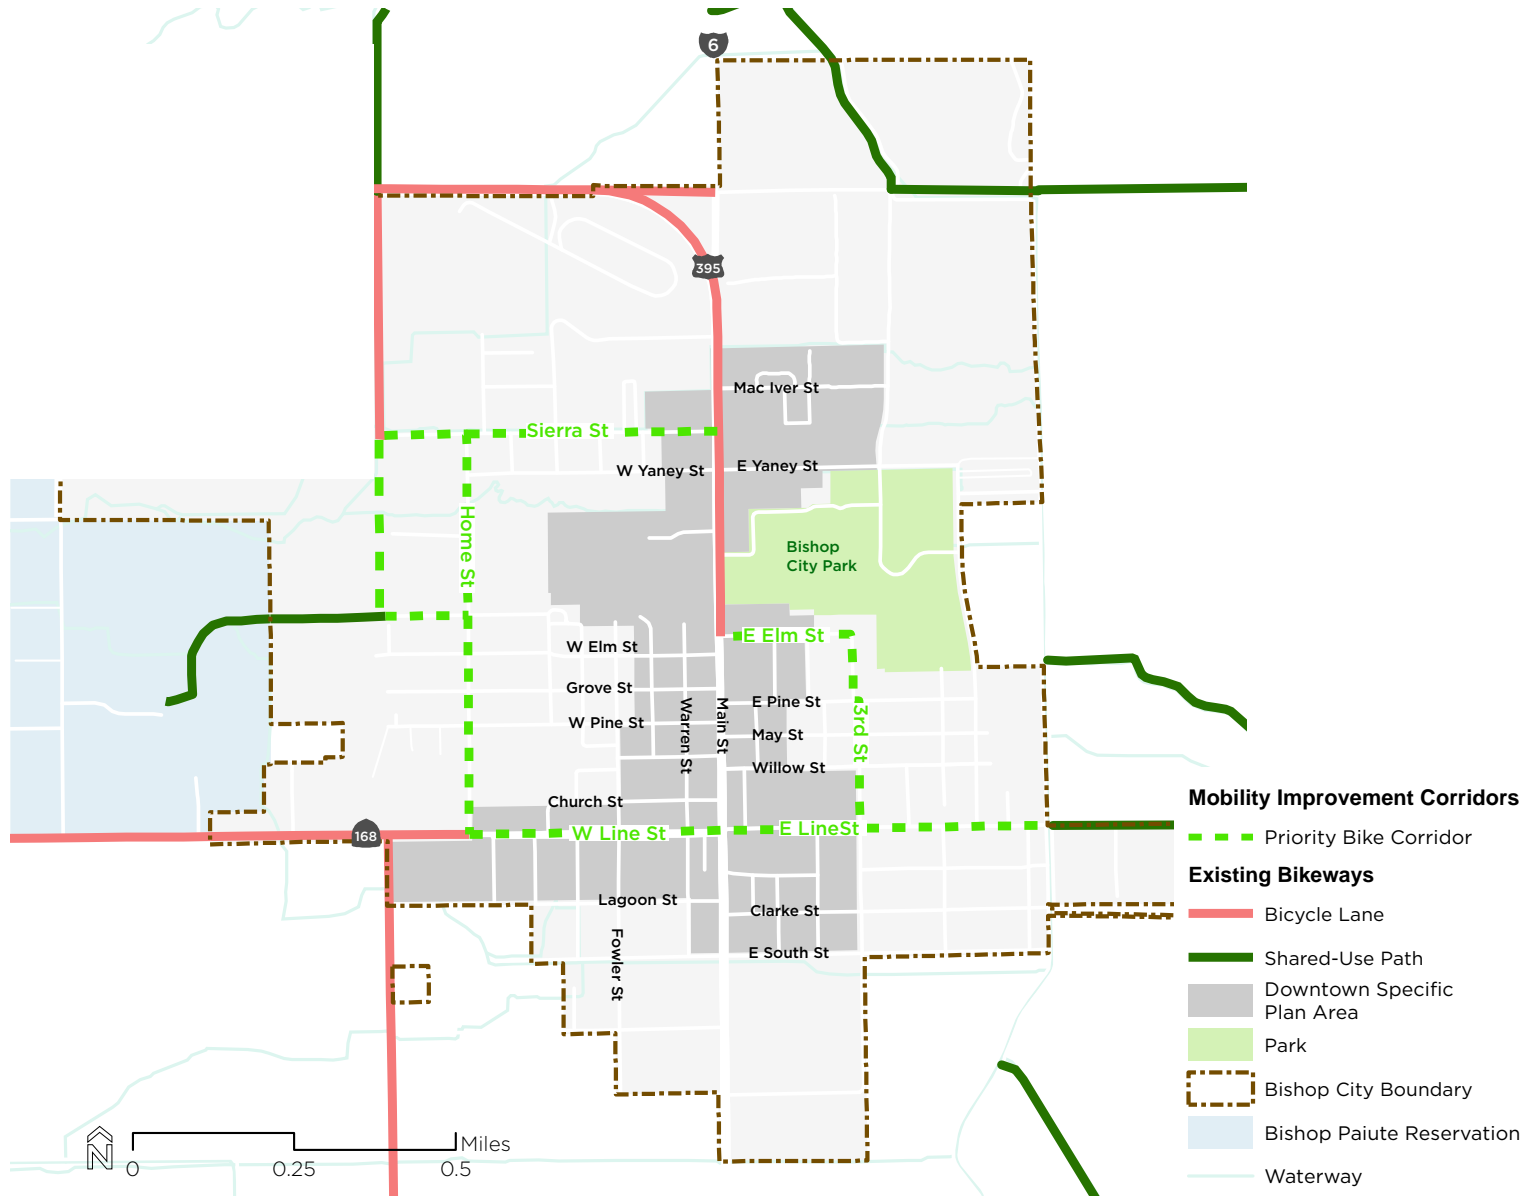 6
395
Mac Iver St
Sierra St
W Yaney St
E Yaney St
Home St
Bishop
City Park
E Elm St
W Elm St
Grove St
W Pine St
Warren St
Main St
E Pine St
3rd St
May St
Willow St
Church St
168
W Line St
E LineSt
Lagoon St
Clarke St
Fowler St
E South St
Mobility Improvement Corridors
Priority Bike Corridor
Existing Bikeways
Bicycle Lane
Shared-Use Path
Downtown Specific
Plan Area
Park
Bishop City Boundary
Bishop Paiute Reservation
Waterway
N
Miles
0
0.25
0.5